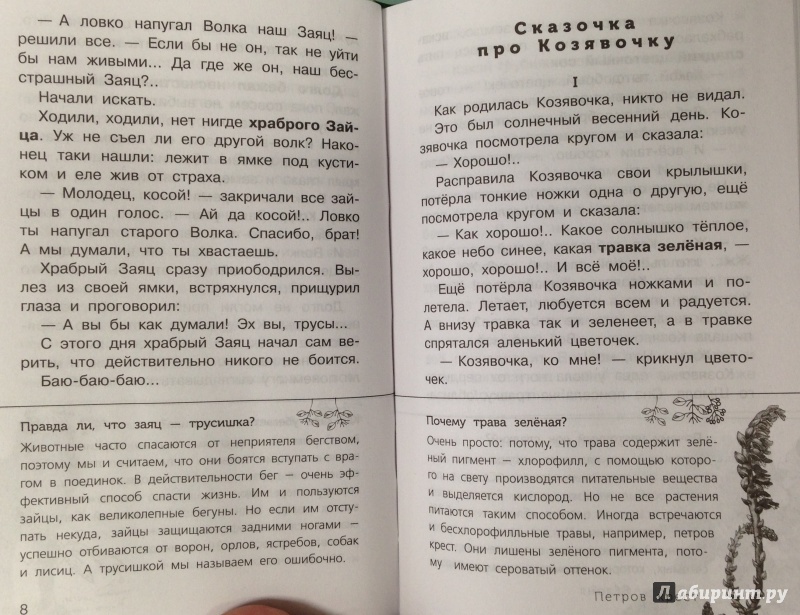 — А ловко напугал Волка наш Заяц! —
решили все. — Если бы не он, так не уйти
бы нам живыми... Да где же он, наш бес-
страшный Заяц?..
Начали искать.
Ходили, ходили, нет нигде храброго Зай-
ца. Уж не съел ли его другой волк? Нако-
нец таки нашли: лежит в ямке под кусти-
ком и еле жив от страха.
— Молодец, косой! — закричали все зай-
цы в один голос. — Ай да косой!.. Ловко
ты напугал старого Волка. Спасибо, брат!
А мы думали, что ты хвастаешь.
Храбрый Заяц сразу приободрился. Вы-
лез из своей ямки, встряхнулся, прищурил
глаза и проговорил:
— А вы бы как думали! Эх вы, трусы...
С этого дня храбрый Заяц начал сам ве-
рить, что действительно никого не боится.
Баю-баю-баю...
Правда ли, что заяц — трусишка?
Животные часто спасаются от неприятеля бегством,
поэтому мы и считаем, что они боятся вступать с вра-
гом в поединок. В действительности бег — очень эф-
фективный способ спасти жизнь. Им и пользуются
зайцы, как великолепные бегуны. Но если им отсту-
пать некуда, зайцы защищаются задними ногами —
успешно отбиваются от ворон, орлов, ястребов, собак
и лисиц. А трусишкой мы называем его ошибочно.
8
Сказочка
про Козявочку
I
Как родилась Козявочка, никто не видал.
Это был солнечный весенний день. Ко-
зявочка посмотрела кругом и сказала:
— Хорошо!..
Расправила Козявочка свои крылышки,
потёрла тонкие ножки одна о другую, ещё
посмотрела кругом и сказала:
— Как хорошо!.. Какое солнышко тёплое,
какое небо синее, какая травка зелёная, —
хорошо, хорошо!.. И всё моё!..
Ещё потёрла Козявочка ножками и по-
летела. Летает, любуется всем и радуется.
А внизу травка так и зеленеет, а в травке
спрятался аленький цветочек.
— Козявочка, ко мне! — крикнул цвето-
чек.
Почему трава зелёная?
Очень просто: потому, что трава содержит зелё-
ный пигмент — хлорофилл, с помощью которо-
го на свету производятся питательные вещества
и выделяется кислород. Но не все растения
питаются таким способом. Иногда встречаются
и бесхлорофилльные травы, например, петров
крест. Они лишены зелёного пигмента, пото-
му имеют сероватый оттенок.
Петров
Лабиринт.ру